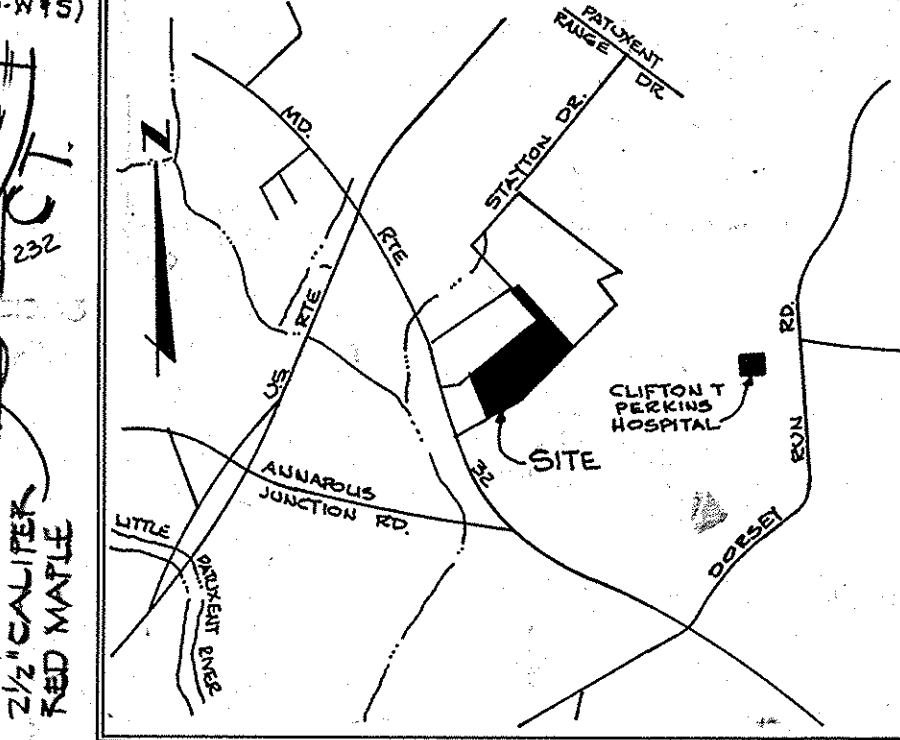 -W 45)
C T.
232
2½" CALIPER
RED MAPLE
PATUXENT
RANGE
DR
STAYTON DR.
MD.
RTE
32
N
RTE 1
CLIFTON T
PERKINS
HOSPITAL
SITE
RD.
RUN
DORSEY
ANNAPOLIS
JUNCTION RD.
LITTLE
PATUXENT
RIVER